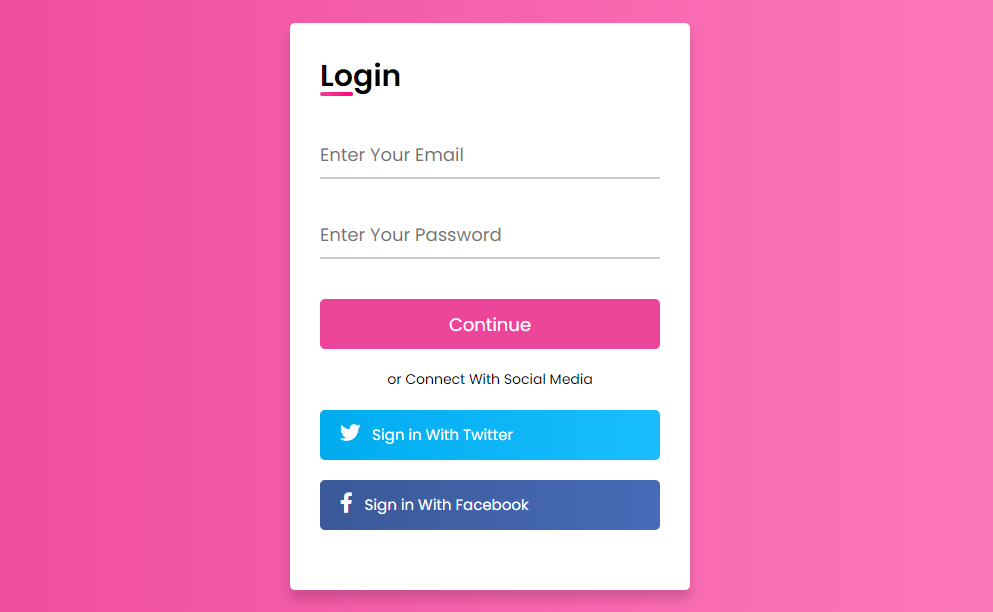 Login
Enter Your Email
Enter Your Password
Continue
or Connect With Social Media
Sign in With Twitter
Sign in With Facebook